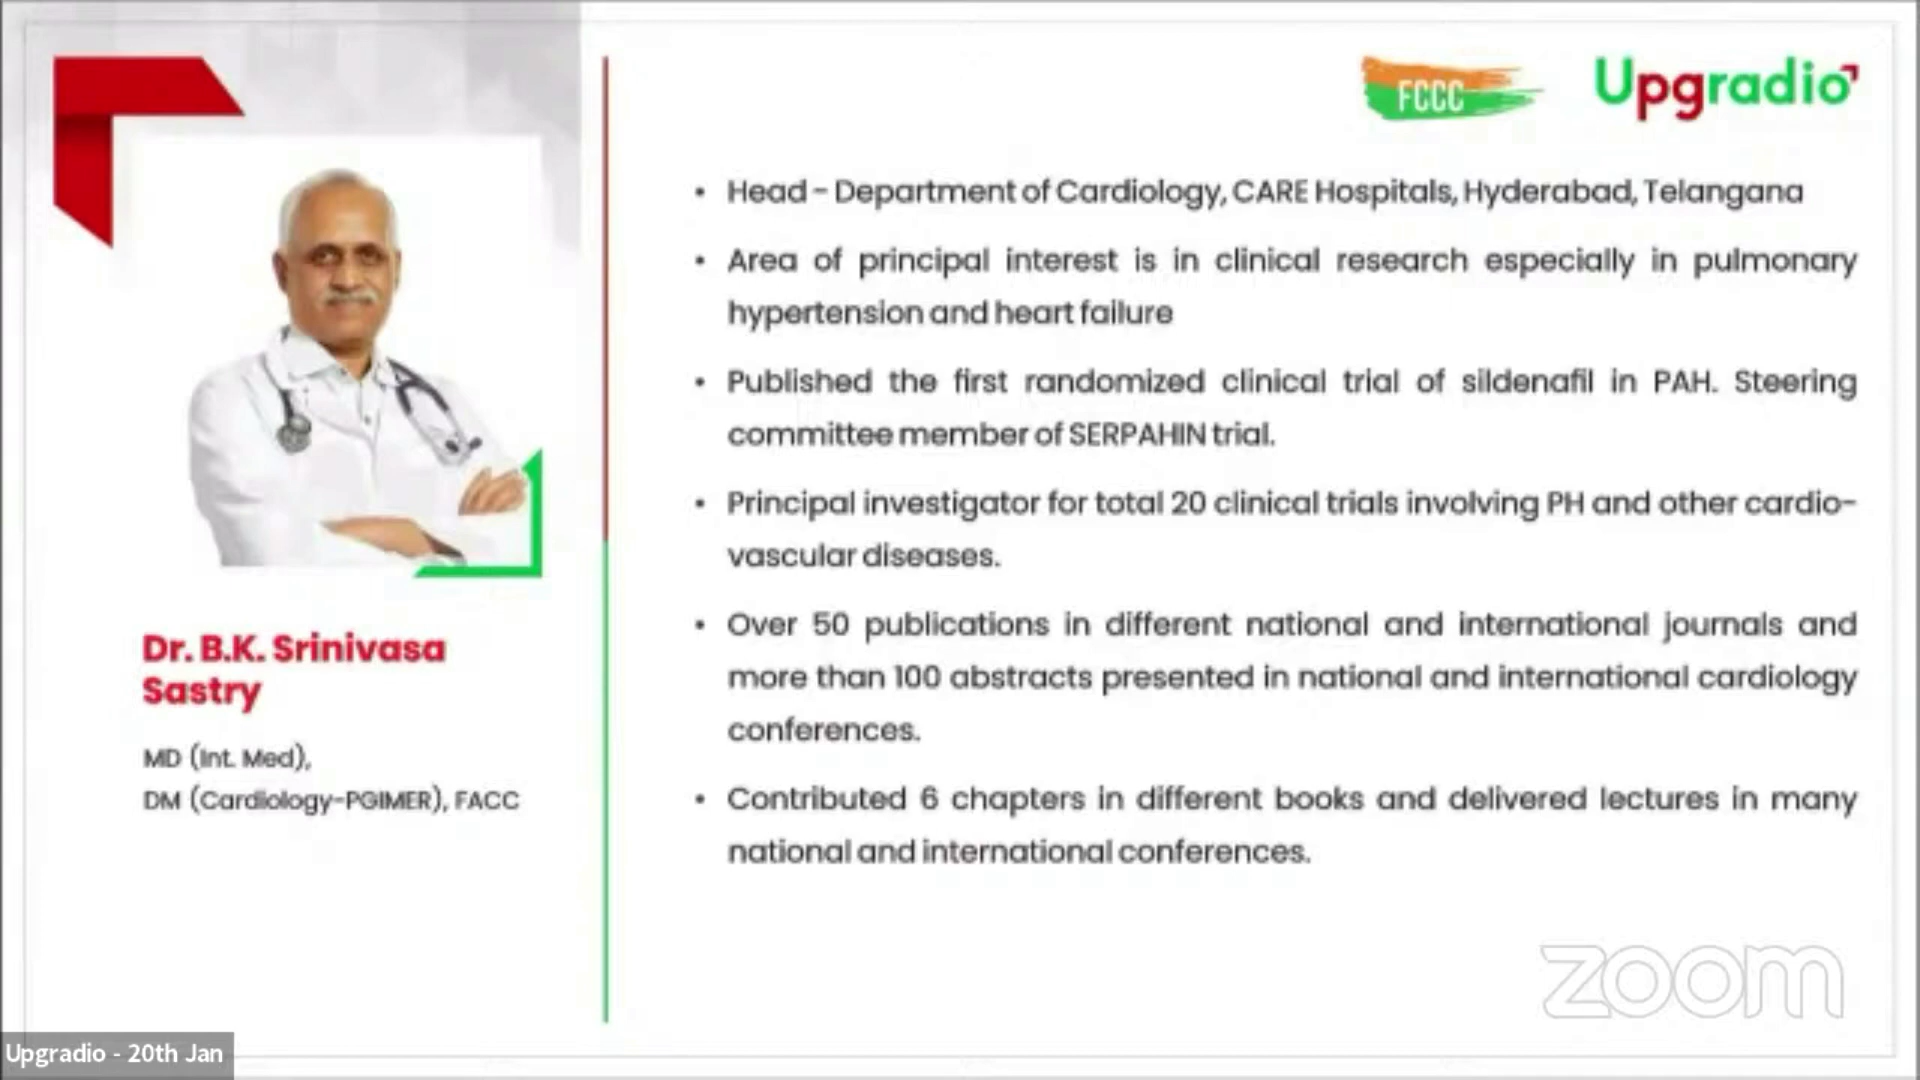 FCCC
Upgradio
Dr. B.K. Srinivasa
Sastry
MD (Int. Med),
DM (Cardiology-PGIMER), FACC
• Head - Department of Cardiology, CARE Hospitals, Hyderabad, Telangana
• Area of principal interest is in clinical research especially in pulmonary
hypertension and heart failure
• Published the first randomized clinical trial of sildenafil in PAH. Steering
committee member of SERPAHIN trial.
• Principal investigator for total 20 clinical trials involving PH and other cardio-
vascular diseases.
• Over 50 publications in different national and international journals and
more than 100 abstracts presented in national and international cardiology
conferences.
• Contributed 6 chapters in different books and delivered lectures in many
national and international conferences.
zoom
Upgradio - 20th Jan